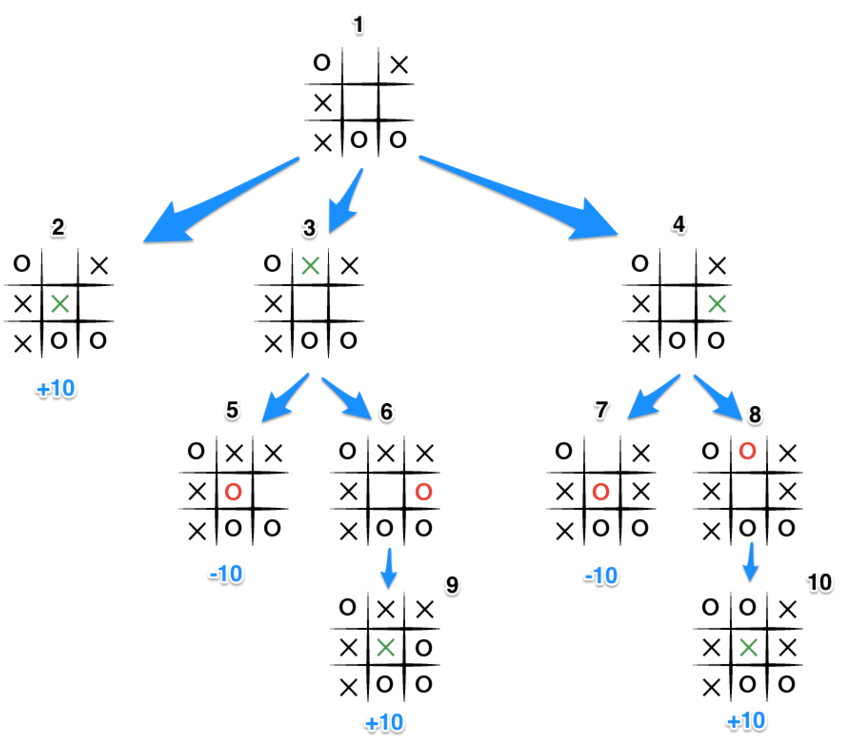 1
O X
X
X O O
2 3 4
O X O X X O X
X X X X X
X O O X O O X O O
+10
5 6 7 8
O X X O X X O X O O X
X O X O X O X X X
X O O X O O X O O X O O
-10 -10
9 10
O X X O O X
X X O X X X
X O O X O O
+10 +10